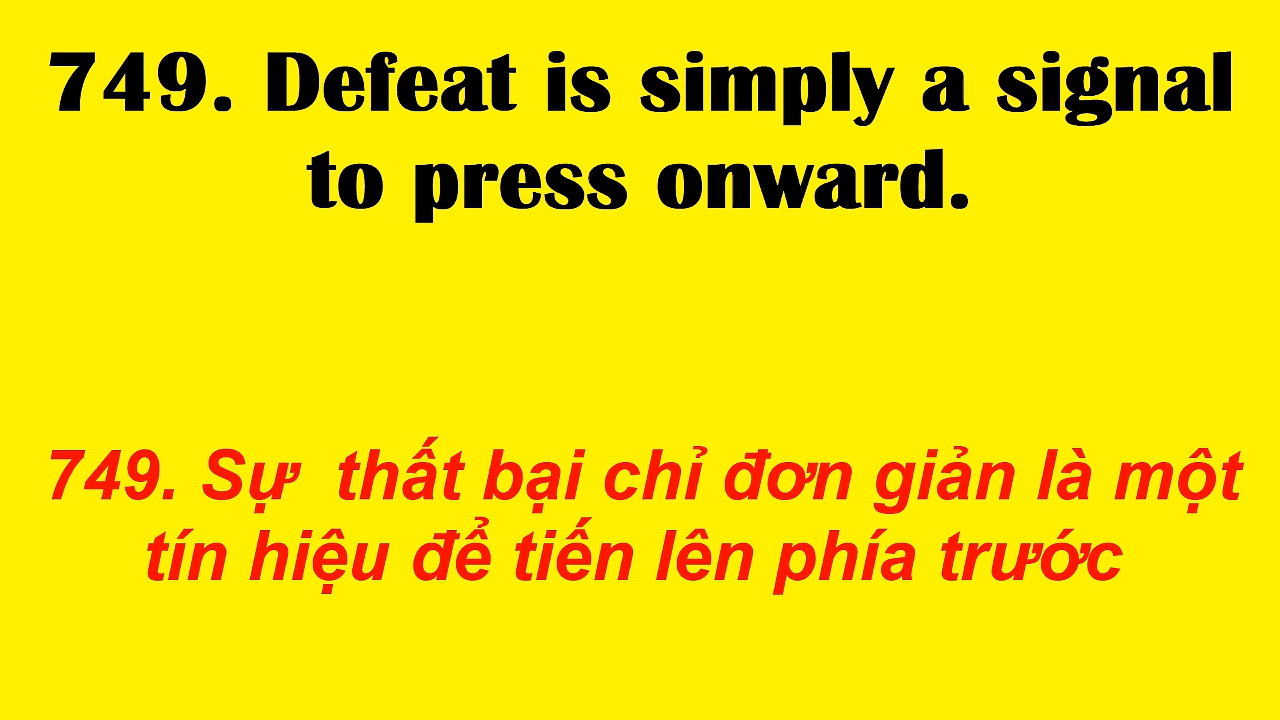 749. Defeat is simply a signal
to press onward.
749. Sự  thất bại chỉ đơn giản là một
tín hiệu để tiến lên phía trước